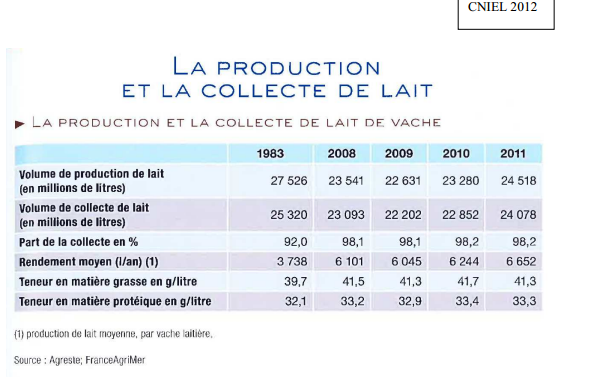 CNIEL 2012
LA PRODUCTION
ET LA COLLECTE DE LAIT
► LA PRODUCTION ET LA COLLECTE DE LAIT DE VACHE
1983 2008 2009 2010 2011
Volume de production de lait
(en millions de litres) 27 526 23 541 22 631 23 280 24 518
Volume de collecte de lait
(en millions de litres) 25 320 23 093 22 202 22 852 24 078
Part de la collecte en % 92,0 98,1 98,1 98,2 98,2
Rendement moyen (i/an) (1) 3 738 6 101 6 045 6 244 6 652
Teneur en matière grasse en g/litre 39,7 41,5 41,3 41,7 41,3
Teneur en matière protéique en g/litre 32,1 33,2 32,9 33,4 33,3
(1) production de lait moyenne, par vache laitière.
Source : Agreste; FranceAgriMer